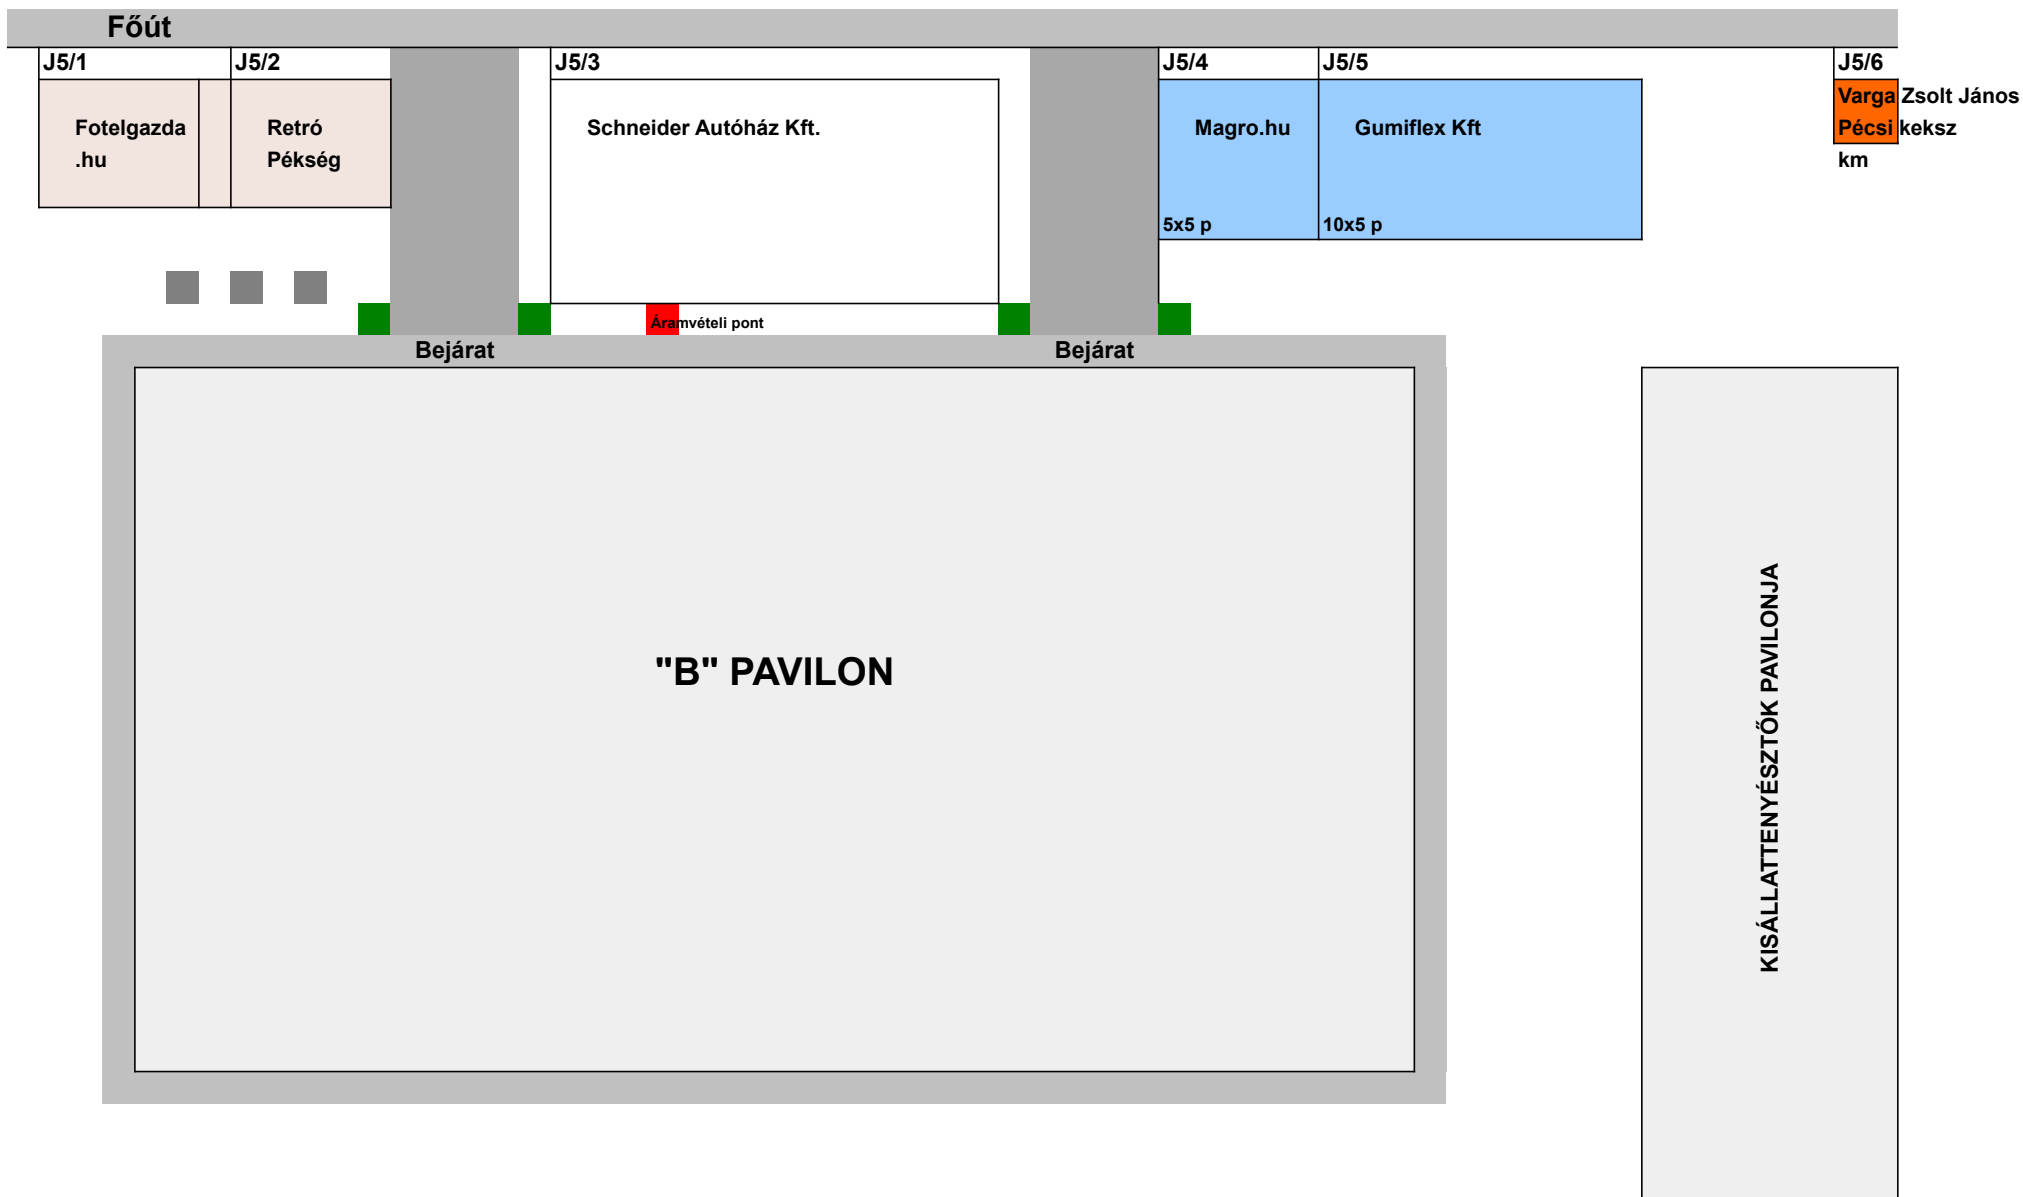 Főút
J5/1
J5/2
J5/3
J5/4
J5/5
J5/6
Fotelgazda
.hu
Retró
Pékség
Schneider Autóház Kft.
Magro.hu
5x5 p
Gumiflex Kft
10x5 p
Varga Zsolt János
Pécsi keksz
km
Áramvételi pont
Bejárat
Bejárat
"B" PAVILON
KISÁLLATTENYÉSZTŐK PAVILONJA